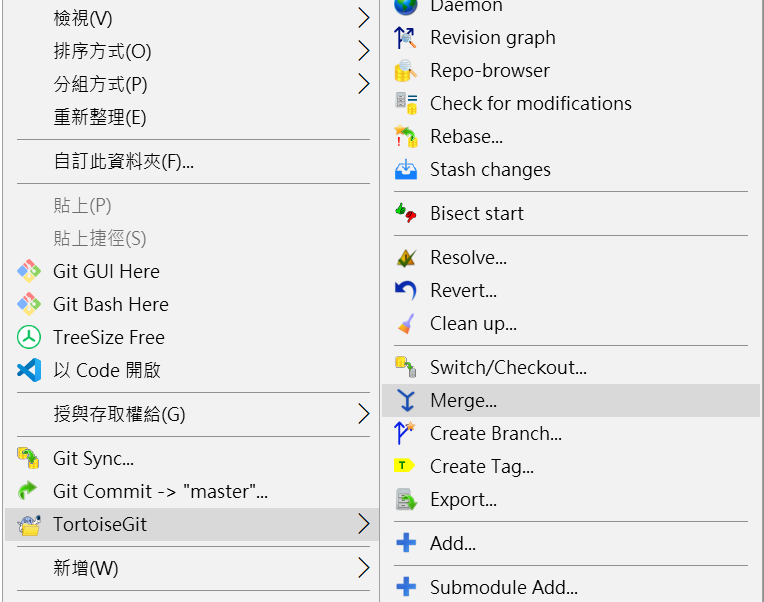 檢視(V)
排序方式(O)
分組方式(P)
重新整理(E)
自訂此資料夾(F)...
貼上(P)
貼上捷徑(S)
Git GUI Here
Git Bash Here
TreeSize Free
以 Code 開啟
授與存取權給(G)
Git Sync...
Git Commit -> "master"...
TortoiseGit
新增(W)
Daemon
Revision graph
Repo-browser
Check for modifications
Rebase...
Stash changes
Bisect start
Resolve...
Revert...
Clean up...
Switch/Checkout...
Merge...
Create Branch...
Create Tag...
Export...
Add...
Submodule Add...